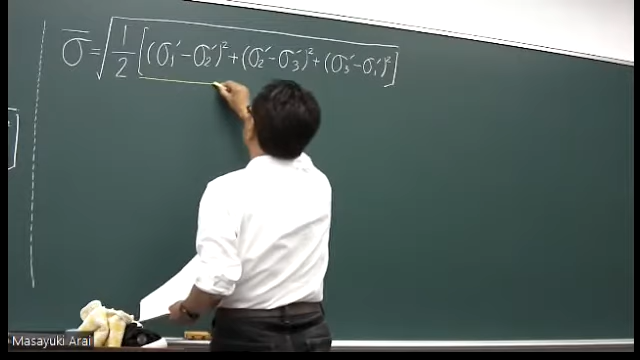 σ̄ = √(1/2 [(σ₁′−σ₂′)² + (σ₂′−σ₃′)² + (σ₃′−σ₁′)²])
Masayuki Arai